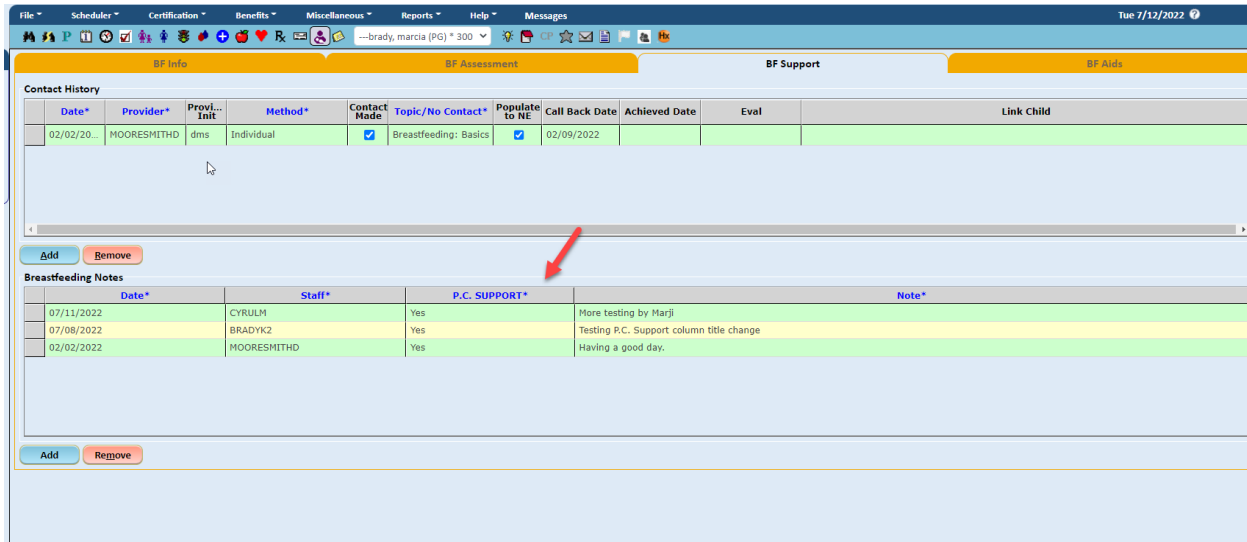 File Scheduler Certification Benefits Miscellaneous Reports Help Messages Tue 7/12/2022
P CP Hx ---brady, marcia (PG) * 300
BF Info BF Assessment BF Support BF Aids
Contact History
Date* Provider* Provi... Init Method* Contact Made Topic/No Contact* Populate to NE Call Back Date Achieved Date Eval Link Child
02/02/20... MOORESMITHD dms Individual Breastfeeding: Basics 02/09/2022
Add Remove
Breastfeeding Notes
Date* Staff* P.C. SUPPORT* Note*
07/11/2022 CYRULM Yes More testing by Marji
07/08/2022 BRADYK2 Yes Testing P.C. Support column title change
02/02/2022 MOORESMITHD Yes Having a good day.
Add Remove